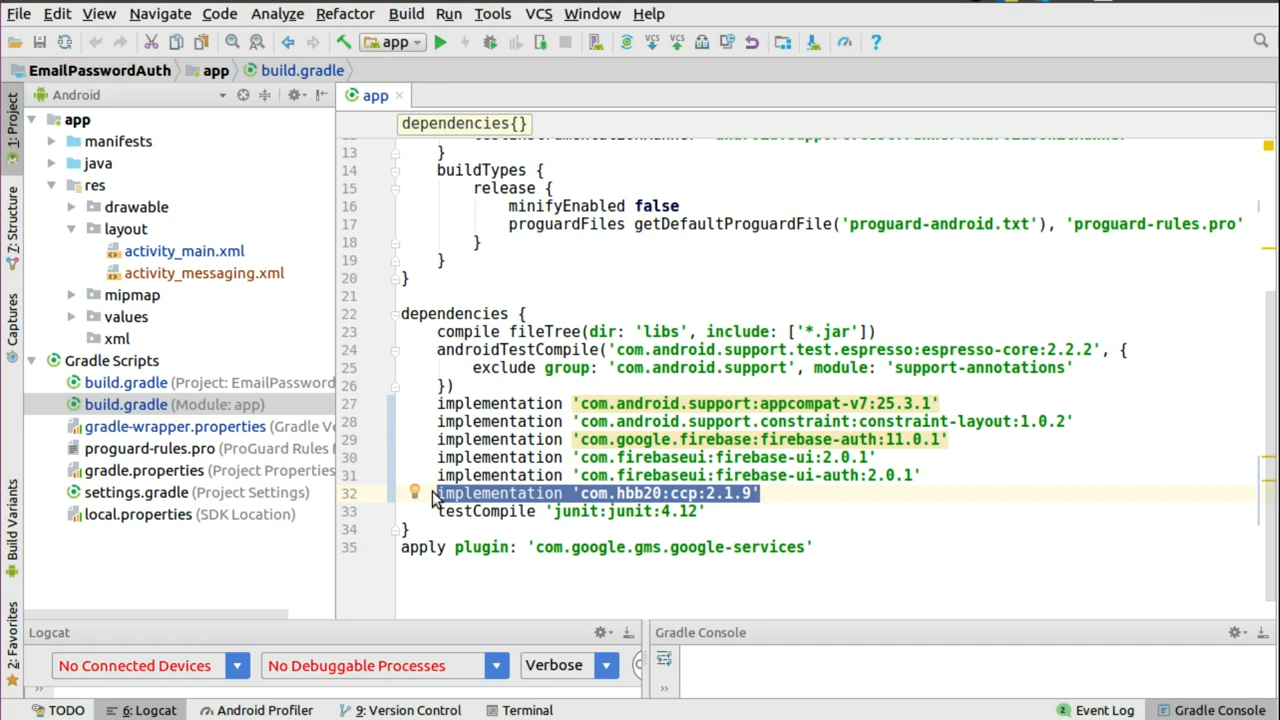 File Edit View Navigate Code Analyze Refactor Build Run Tools VCS Window Help
app VCS VCS ?
EmailPasswordAuth app build.gradle
Android
app
dependencies{}
1: Project
7: Structure
Captures
Build Variants
2: Favorites
app
manifests
java
res
drawable
layout
activity_main.xml
activity_messaging.xml
mipmap
values
xml
Gradle Scripts
build.gradle (Project: EmailPassword
build.gradle (Module: app)
gradle-wrapper.properties (Gradle Ve
proguard-rules.pro (ProGuard Rules
gradle.properties (Project Properties
settings.gradle (Project Settings)
local.properties (SDK Location)
13 }
14 buildTypes {
15 release {
16 minifyEnabled false
17 proguardFiles getDefaultProguardFile('proguard-android.txt'), 'proguard-rules.pro'
18 }
19 }
20 }
21
22 dependencies {
23 compile fileTree(dir: 'libs', include: ['*.jar'])
24 androidTestCompile('com.android.support.test.espresso:espresso-core:2.2.2', {
25 exclude group: 'com.android.support', module: 'support-annotations'
26 })
27 implementation 'com.android.support:appcompat-v7:25.3.1'
28 implementation 'com.android.support.constraint:constraint-layout:1.0.2'
29 implementation 'com.google.firebase:firebase-auth:11.0.1'
30 implementation 'com.firebaseui:firebase-ui:2.0.1'
31 implementation 'com.firebaseui:firebase-ui-auth:2.0.1'
32 implementation 'com.hbb20:ccp:2.1.9'
33 testCompile 'junit:junit:4.12'
34 }
35 apply plugin: 'com.google.gms.google-services'
Logcat
Gradle Console
No Connected Devices No Debuggable Processes Verbose
TODO 6: Logcat Android Profiler 9: Version Control Terminal 2 Event Log Gradle Console